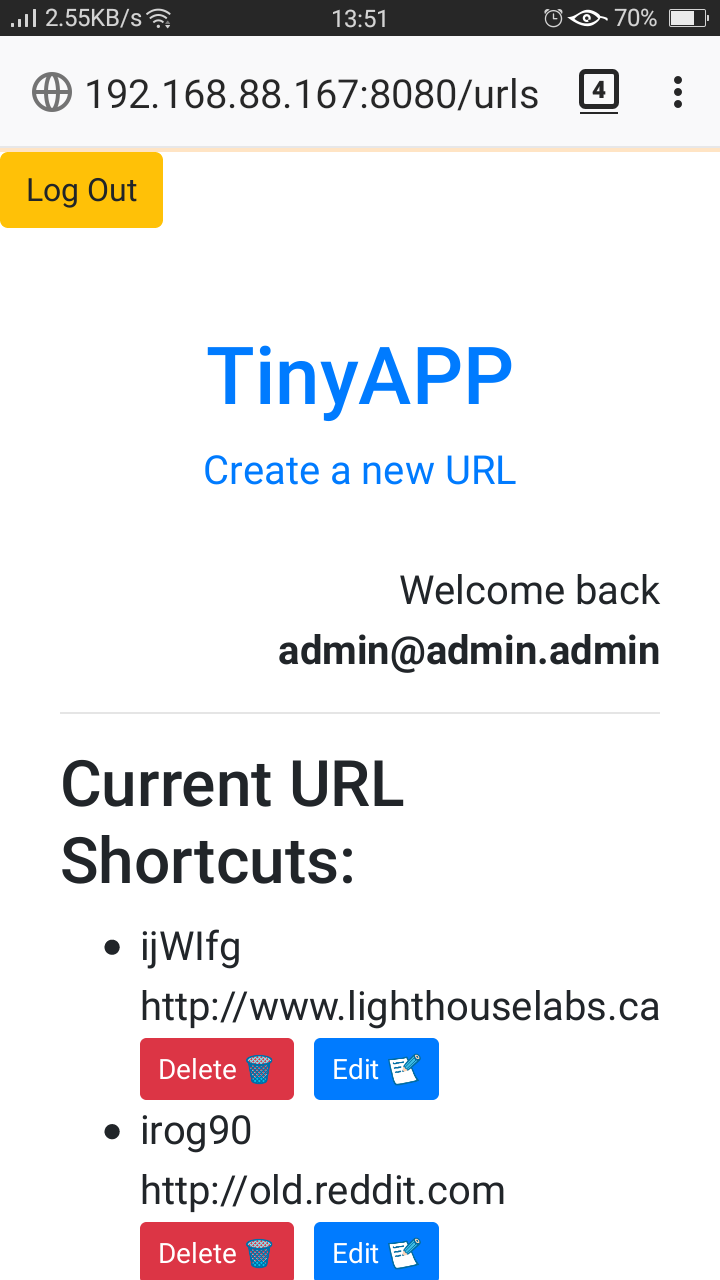 2.55KB/s 13:51 70%
192.168.88.167:8080/urls 4
Log Out
TinyAPP
Create a new URL
Welcome back
admin@admin.admin
Current URL
Shortcuts:
ijWIfg
http://www.lighthouselabs.ca
Delete Edit
irog90
http://old.reddit.com
Delete Edit